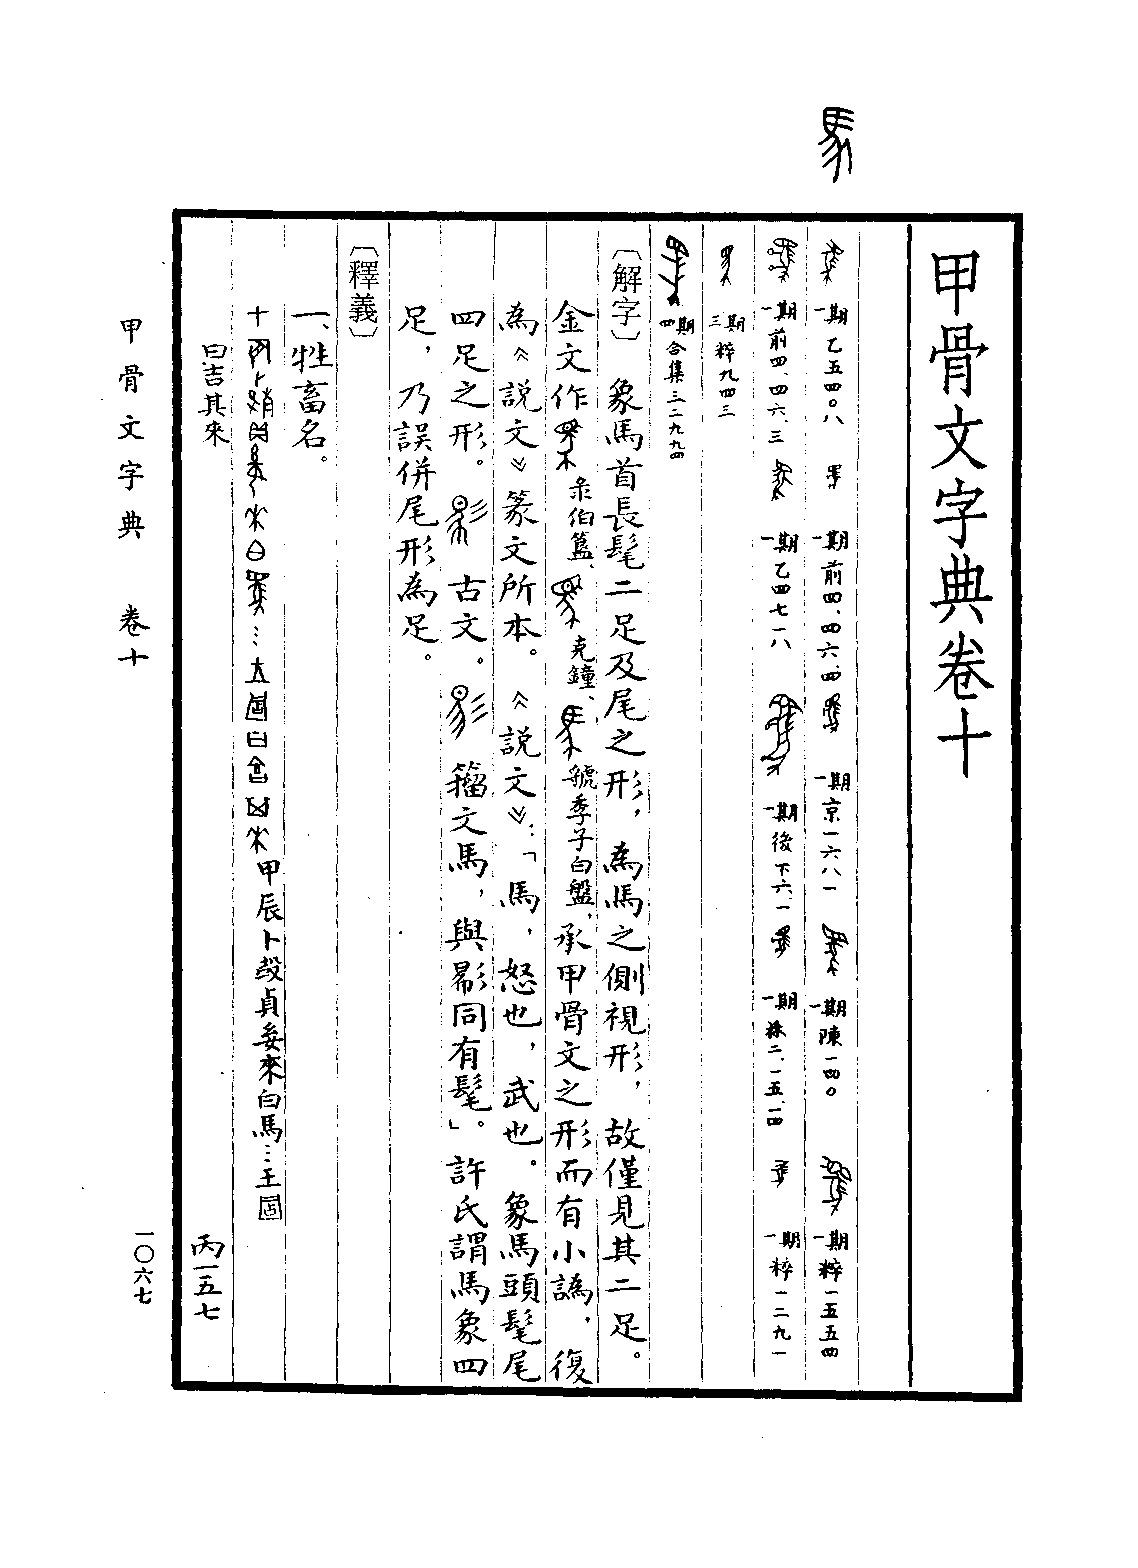 馬
甲骨文字典卷十
一期乙五四〇八 一期前四、四六、四 一期京一六八一 一期陳一四〇 一期粹一五五四
一期前四、四六、三 一期乙四七一八 一期後下六、一 一期二、一五、一四 一期粹一二九一
三期粹九四三
四期合集三二九九四
〔解字〕 象馬首長髦二足及尾之形，為馬之側視形，故僅見其二足。
金文作彔伯簋、克鐘、虢季子白盤，承甲骨文之形而有小譌，復
為《說文》篆文所本。《說文》：「馬，怒也，武也。象馬頭髦尾
四足之形。 古文。 籀文馬，與影同有髦。」許氏謂馬象四
足，乃誤併尾形為足。
〔釋義〕
一、牲畜名。
甲辰卜㱿貞妾來白馬…王固
曰吉其來 丙一五七
甲骨文字典 卷十
一〇六七